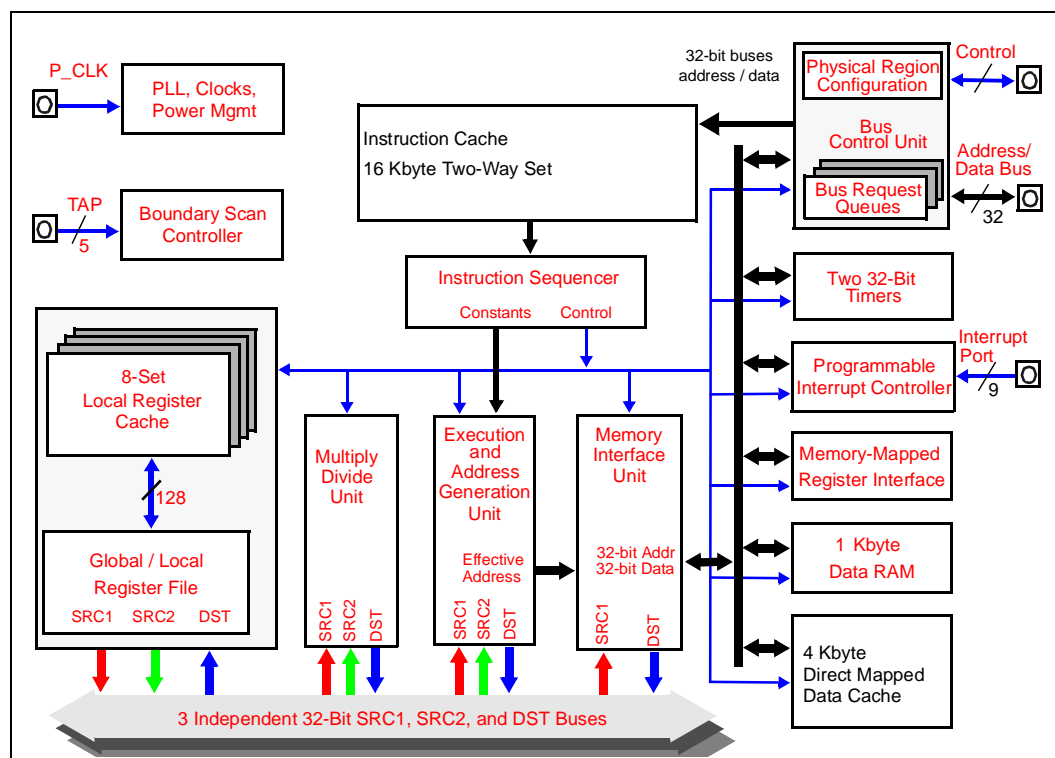 P_CLK
PLL, Clocks,
Power Mgmt
TAP
5
Boundary Scan
Controller
32-bit buses
address / data
Instruction Cache
16 Kbyte Two-Way Set
Instruction Sequencer
Constants Control
Physical Region
Configuration
Bus
Control Unit
Bus Request
Queues
Control
Address/
Data Bus
32
Two 32-Bit
Timers
Programmable
Interrupt Controller
Interrupt
Port
9
Memory-Mapped
Register Interface
1 Kbyte
Data RAM
4 Kbyte
Direct Mapped
Data Cache
8-Set
Local Register
Cache
128
Global / Local
Register File
SRC1 SRC2 DST
Multiply
Divide
Unit
SRC1
SRC2
DST
Execution
and
Address
Generation
Unit
Effective
Address
SRC1
SRC2
DST
Memory
Interface
Unit
32-bit Addr
32-bit Data
SRC1
DST
3 Independent 32-Bit SRC1, SRC2, and DST Buses